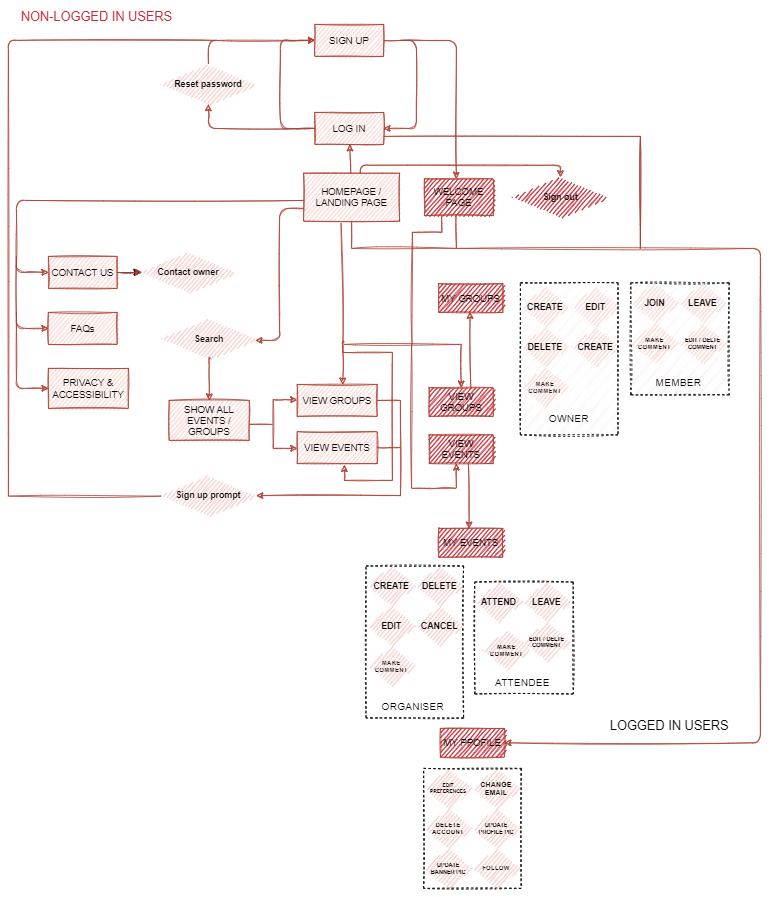 NON-LOGGED IN USERS
SIGN UP
Reset password
LOG IN
HOMEPAGE /
LANDING PAGE
WELCOME
PAGE
Sign out
CONTACT US
Contact owner
FAQs
Search
PRIVACY &
ACCESSIBILITY
SHOW ALL
EVENTS /
GROUPS
VIEW GROUPS
VIEW EVENTS
Sign up prompt
MY GROUPS
VIEW
GROUPS
VIEW
EVENTS
MY EVENTS
CREATE
EDIT
DELETE
CREATE
MAKE
COMMENT
OWNER
JOIN
LEAVE
MAKE
COMMENT
EDIT / DELTE
COMMENT
MEMBER
CREATE
DELETE
EDIT
CANCEL
MAKE
COMMENT
ORGANISER
ATTEND
LEAVE
MAKE
COMMENT
EDIT / DELTE
COMMENT
ATTENDEE
LOGGED IN USERS
MY PROFILE
EDIT
PREFERENCES
CHANGE
EMAIL
DELETE
ACCOUNT
UPDATE
PROFILE PIC
UPDATE
BANNER PIC
FOLLOW